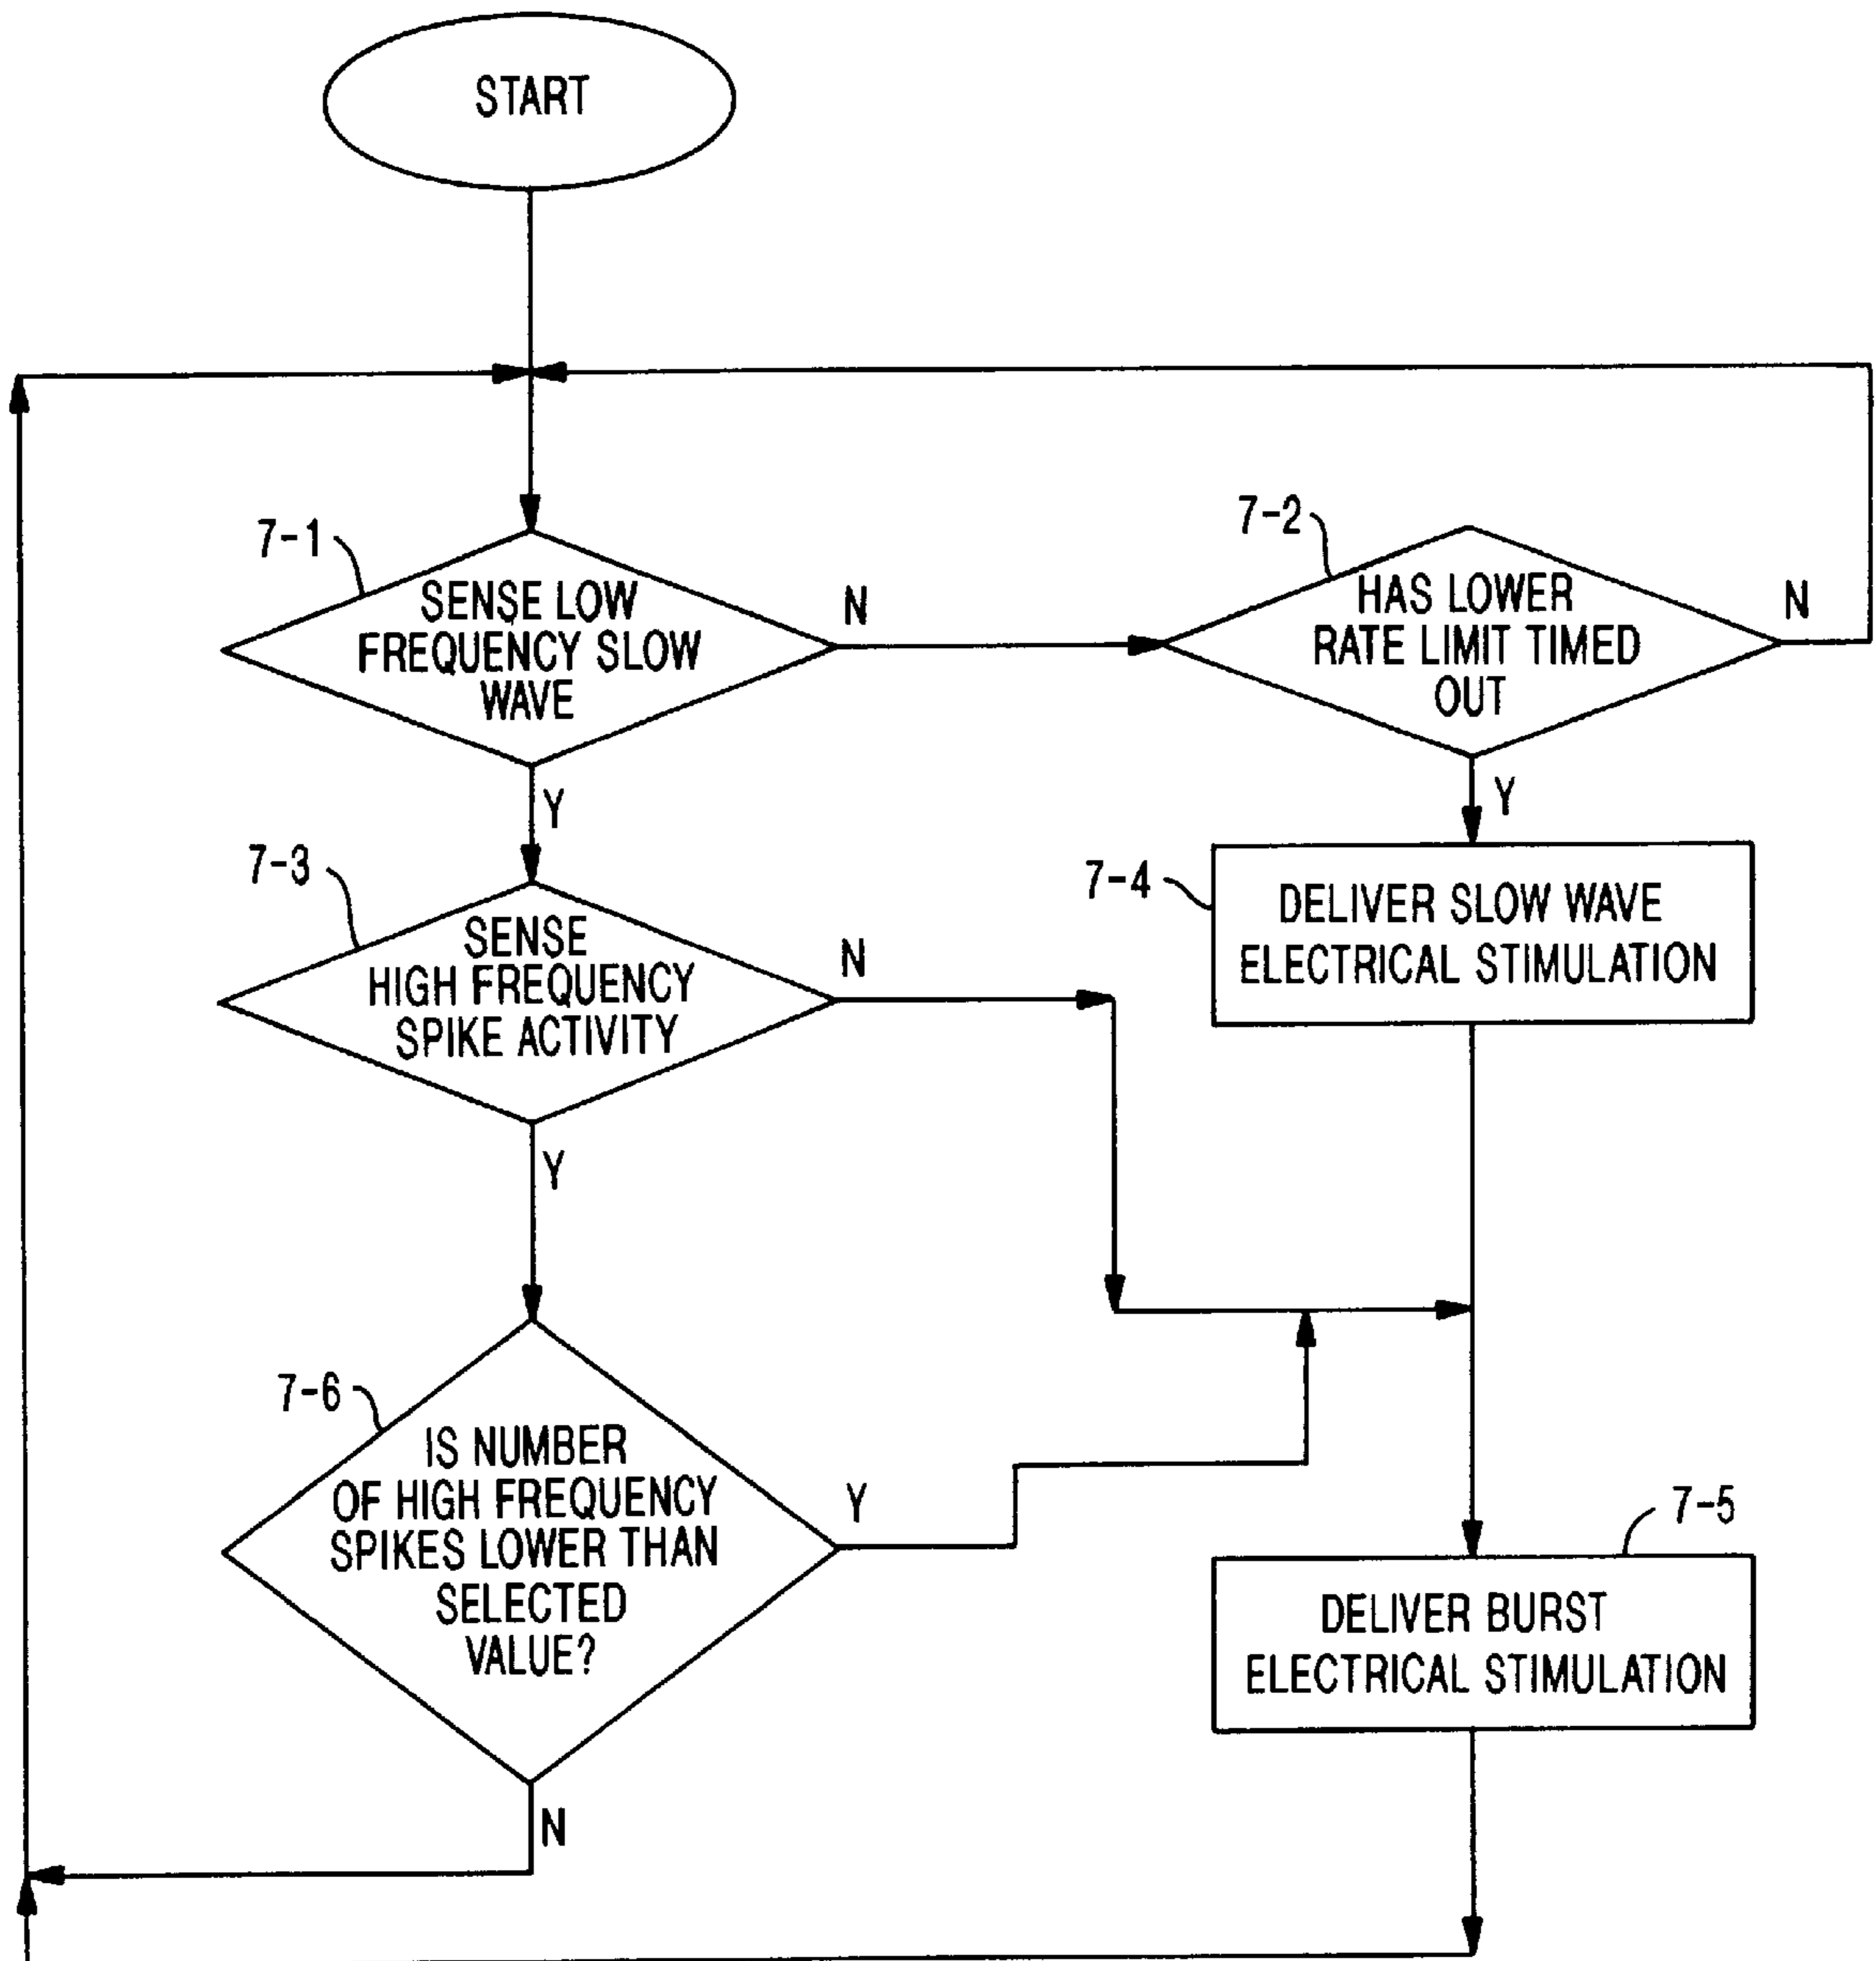 START
7-1
SENSE LOW
FREQUENCY SLOW
WAVE
N
7-2
HAS LOWER
RATE LIMIT TIMED
OUT
N
Y
Y
7-3
SENSE
HIGH FREQUENCY
SPIKE ACTIVITY
N
7-4
DELIVER SLOW WAVE
ELECTRICAL STIMULATION
Y
7-6
IS NUMBER
OF HIGH FREQUENCY
SPIKES LOWER THAN
SELECTED
VALUE?
Y
7-5
DELIVER BURST
ELECTRICAL STIMULATION
N